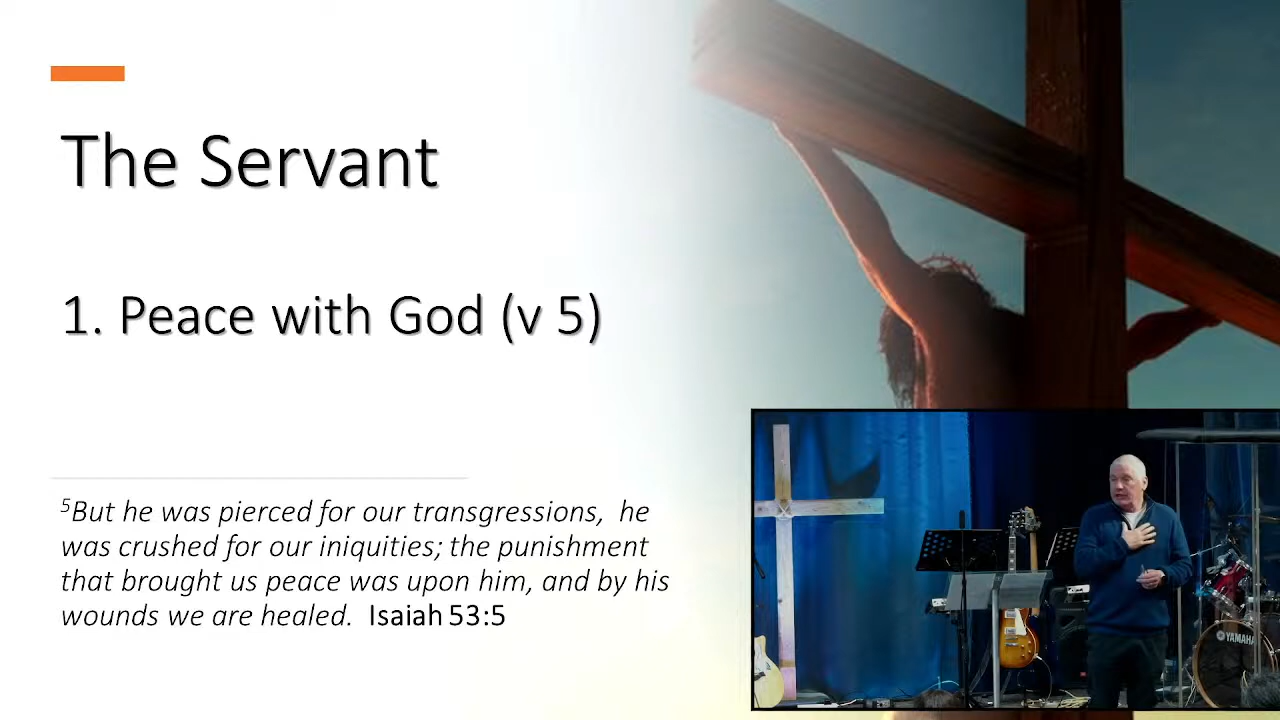 The Servant
1. Peace with God (v 5)
⁵But he was pierced for our transgressions, he
was crushed for our iniquities; the punishment
that brought us peace was upon him, and by his
wounds we are healed. Isaiah 53:5
YAMAHA